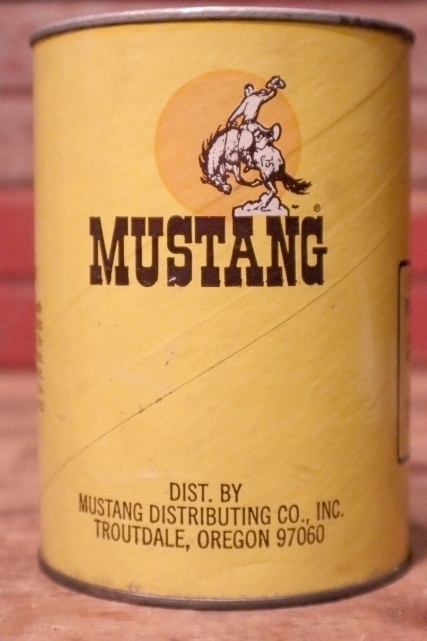 ®
MUSTANG
DIST. BY
MUSTANG DISTRIBUTING CO., INC.
TROUTDALE, OREGON 97060